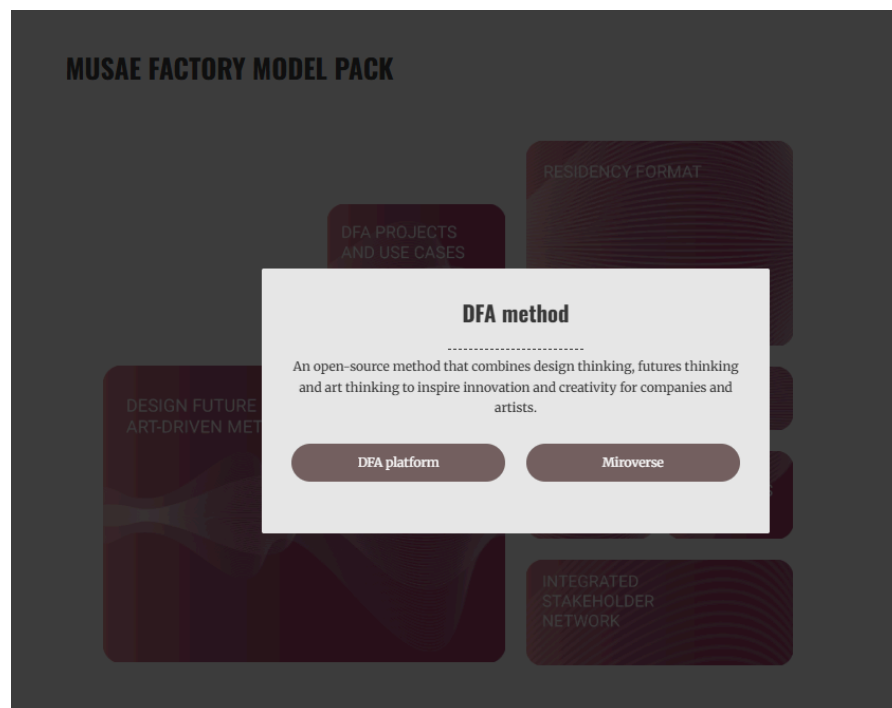 MUSAE FACTORY MODEL PACK
RESIDENCY FORMAT
DFA PROJECTS
AND USE CASES
DFA method
An open-source method that combines design thinking, futures thinking
and art thinking to inspire innovation and creativity for companies and
artists.
DFA platform
Miroverse
DESIGN FUTURE
ART-DRIVEN MET
INTEGRATED
STAKEHOLDER
NETWORK